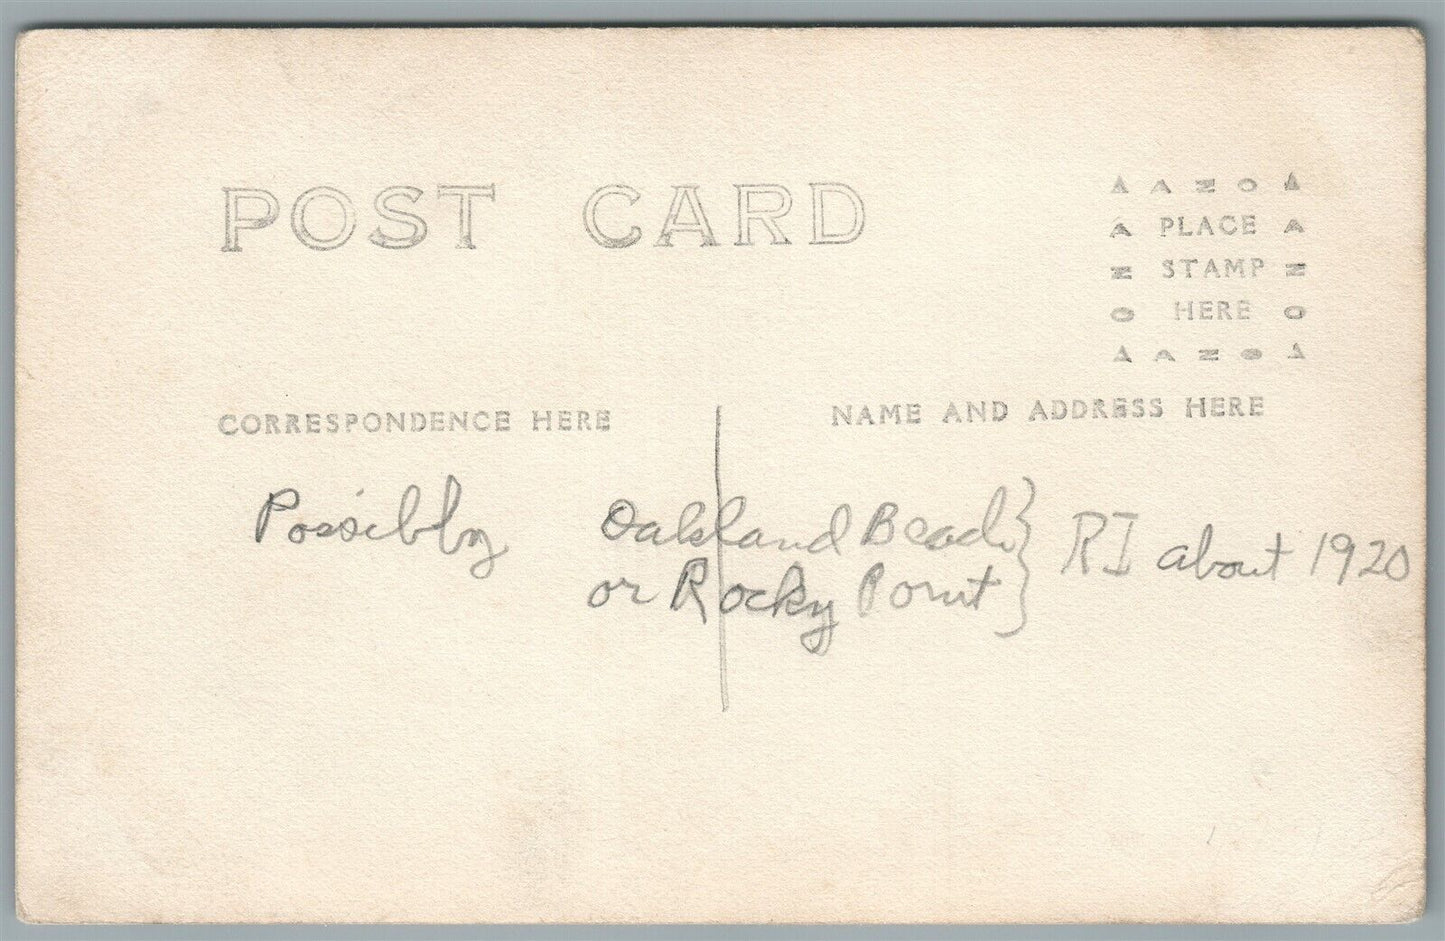 POST CARD
A A N O A
A PLACE A
N STAMP N
O HERE O
A A N O A
CORRESPONDENCE HERE
NAME AND ADDRESS HERE
Possibly Oakland Beach } RI about 1920
or Rocky Point